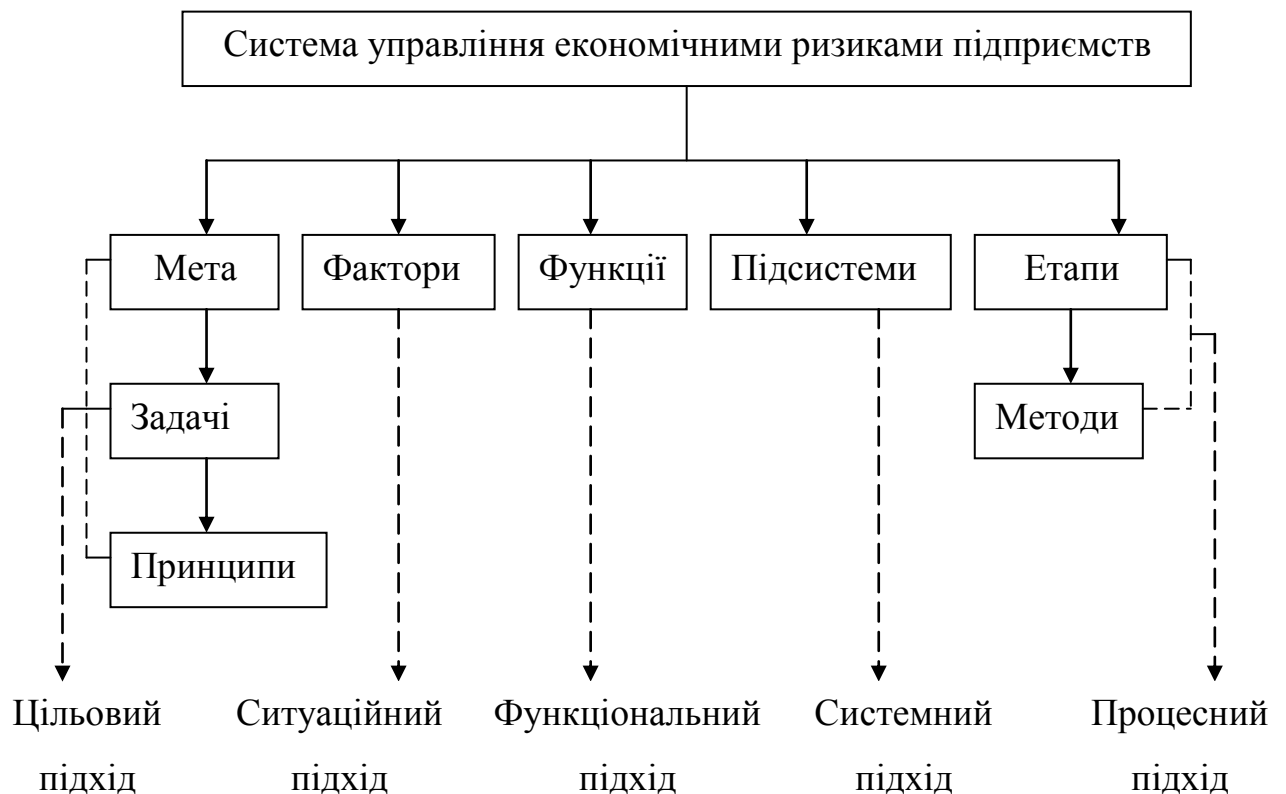 Система управління економічними ризиками підприємств
Мета
Фактори
Функції
Підсистеми
Етапи
Задачі
Методи
Принципи
Цільовий
підхід
Ситуаційний
підхід
Функціональний
підхід
Системний
підхід
Процесний
підхід